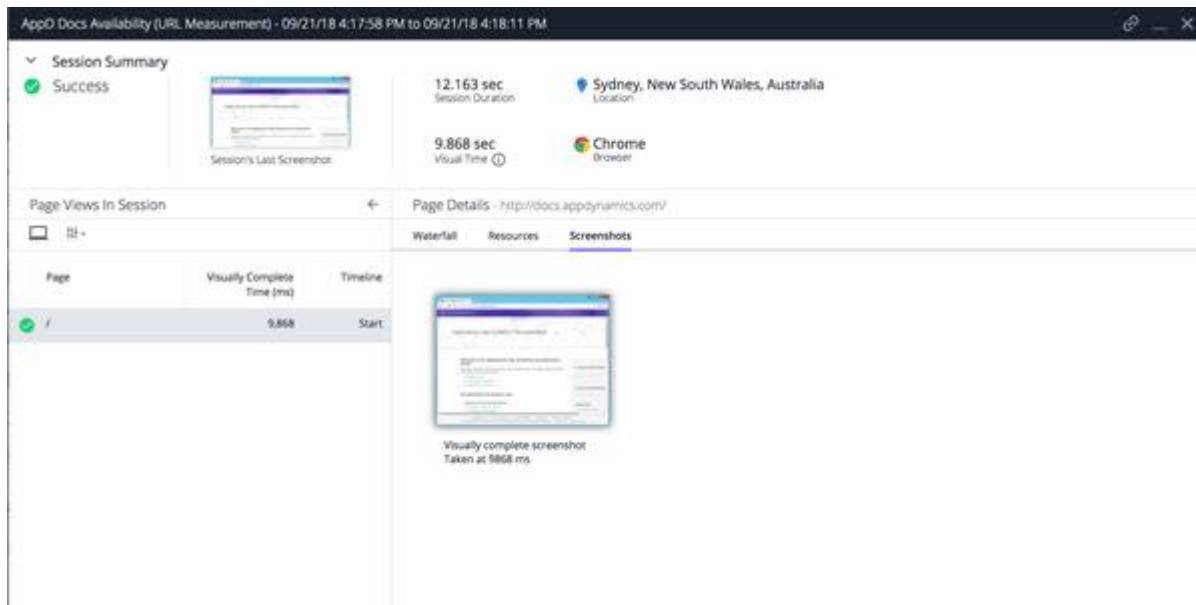 AppD Docs Availability (URL Measurement) - 09/21/18 4:17:58 PM to 09/21/18 4:18:11 PM
Session Summary
Success
Session's Last Screenshot
12.163 sec
Session Duration
9.868 sec
Visual Time
Sydney, New South Wales, Australia
Location
Chrome
Browser
Page Views In Session
Page
Visually Complete
Time (ms)
Timeline
/
9,868
Start
Page Details - http://docs.appdynamics.com/
Waterfall
Resources
Screenshots
Visually complete screenshot
Taken at 9868 ms